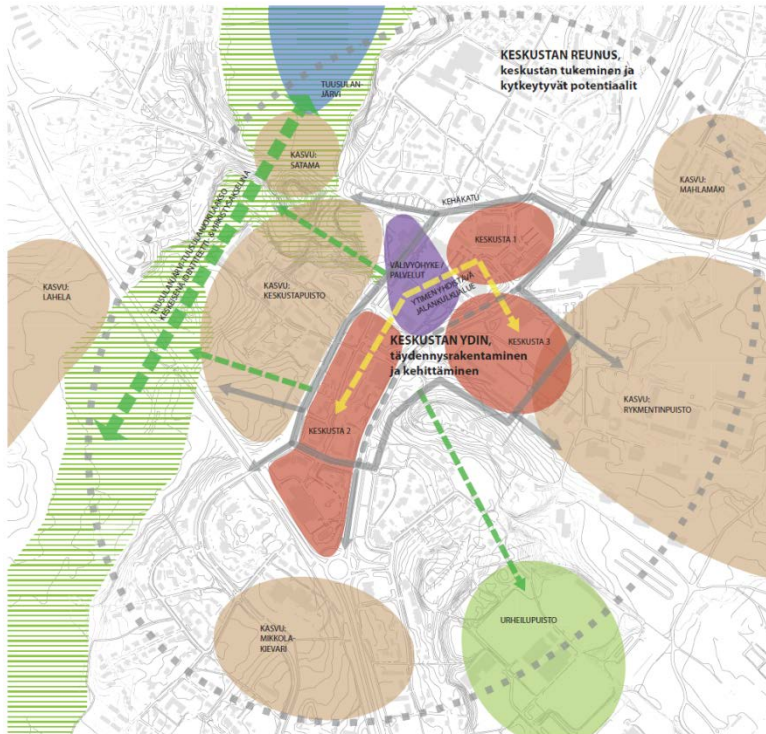 KESKUSTAN REUNUS,
keskustan tukeminen ja
kytkeytyvät potentiaalit
TUUSULAN-
JÄRVI
KASVU:
SATAMA
KASVU:
MAHLAMÄKI
KEHÄKATU
KESKUSTA 1
VÄLIVYÖHYKE /
PALVELUT
YTIMEN YHDISTÄVÄ
JALANKULKUALUE
KASVU:
LAHELA
KASVU:
KESKUSTAPUISTO
KESKUSTAN YDIN,
täydennysrakentaminen
ja kehittäminen
KESKUSTA 3
KASVU:
RYKMENTINPUISTO
KESKUSTA 2
KASVU:
MIKKOLA-
KIEVARI
URHEILUPUISTO